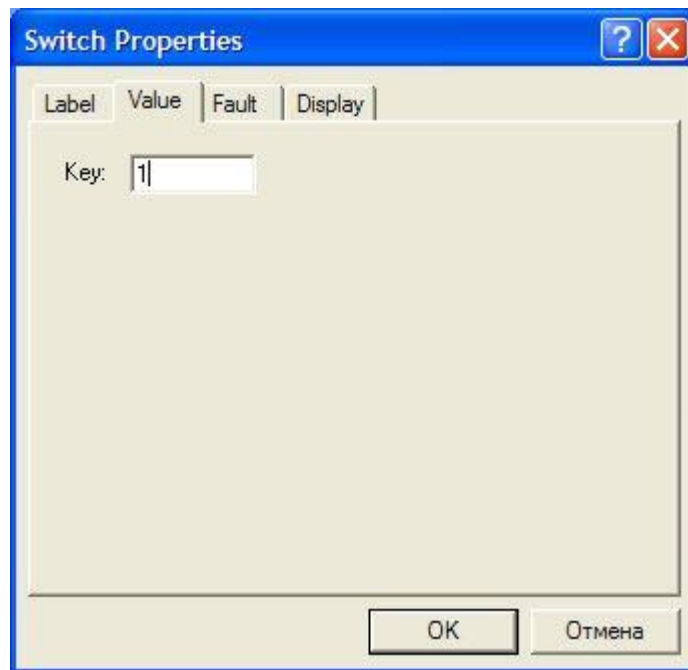 Switch Properties
Label Value Fault Display
Key: 1
OK Отмена